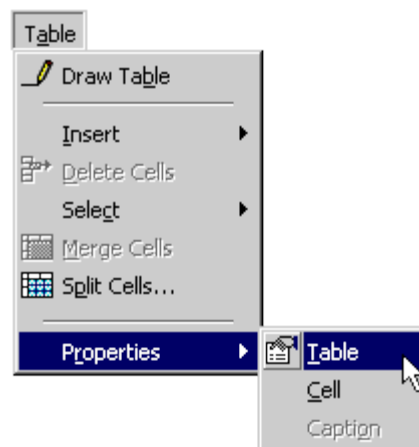 Table
Draw Table
Insert
Delete Cells
Select
Merge Cells
Split Cells...
Properties
Table
Cell
Caption